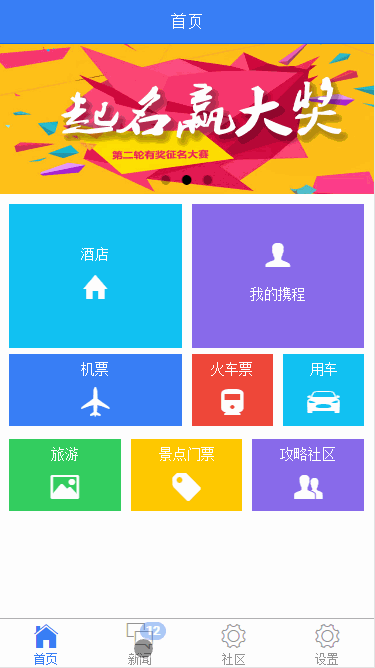 首页
起名赢大奖
第二轮有奖征名大赛
酒店
我的携程
机票
火车票
用车
旅游
景点门票
攻略社区
12
首页
新闻
社区
设置